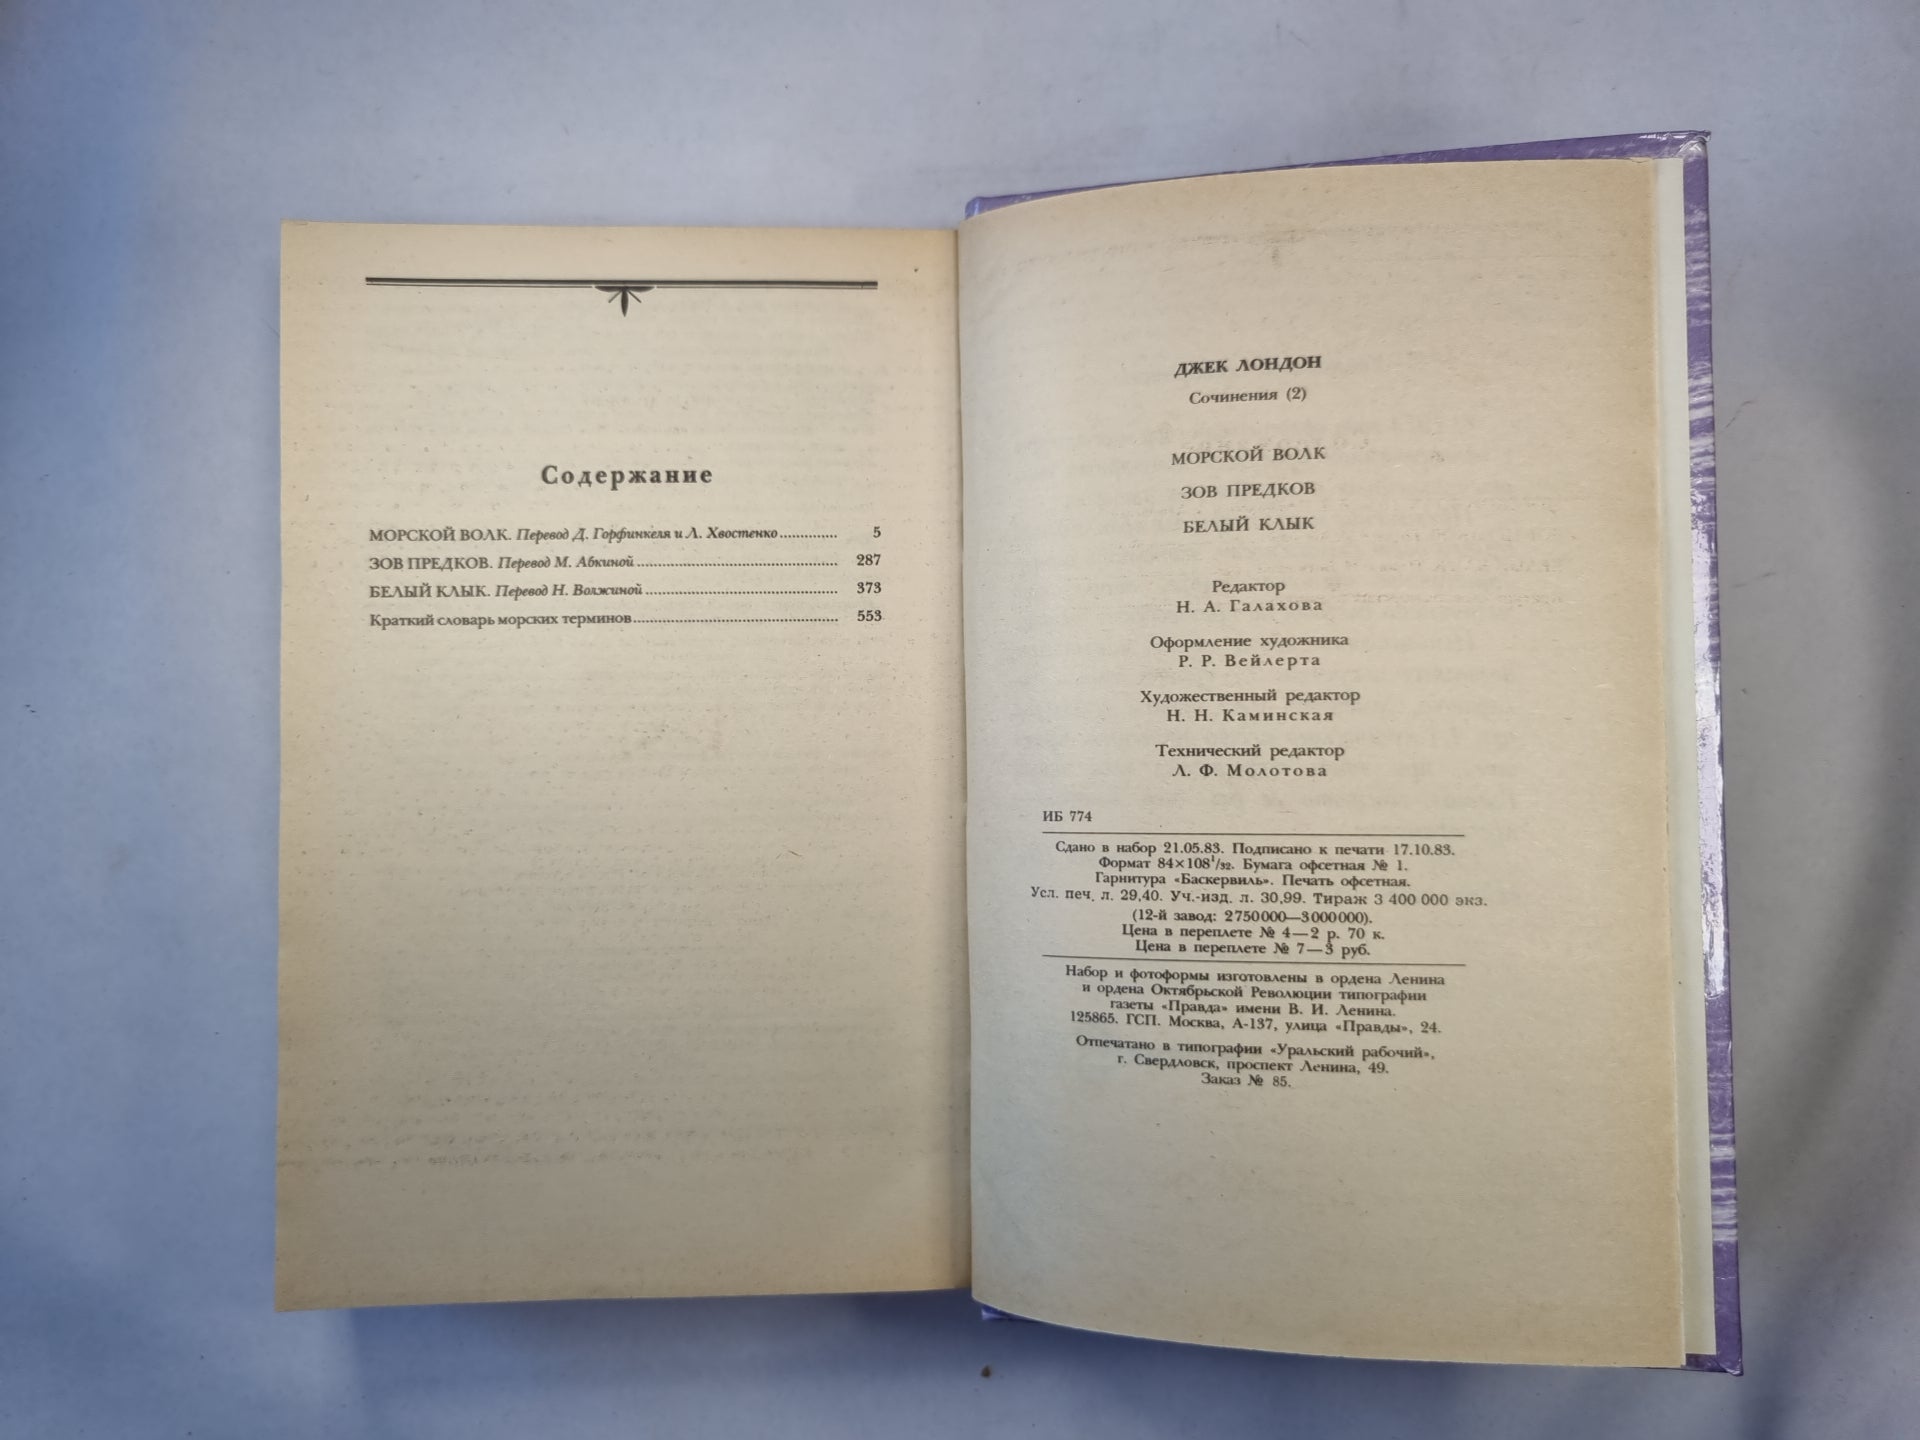 Содержание
МОРСКОЙ ВОЛК. Перевод Д. Горфинкеля и Л. Хвостенко............. 5
ЗОВ ПРЕДКОВ. Перевод М. Абкиной............................................. 287
БЕЛЫЙ КЛЫК. Перевод Н. Волжиной........................................... 373
Краткий словарь морских терминов.............................................. 553
ДЖЕК ЛОНДОН
Сочинения (2)
МОРСКОЙ ВОЛК
ЗОВ ПРЕДКОВ
БЕЛЫЙ КЛЫК
Редактор
Н. А. Галахова
Оформление художника
Р. Р. Вейлерта
Художественный редактор
Н. Н. Каминская
Технический редактор
Л. Ф. Молотова
ИБ 774
Сдано в набор 21.05.83. Подписано к печати 17.10.83.
Формат 84×108¹/₃₂. Бумага офсетная № 1.
Гарнитура «Баскервиль». Печать офсетная.
Усл. печ. л. 29,40. Уч.-изд. л. 30,99. Тираж 3 400 000 экз.
(12-й завод: 2750000—3000000).
Цена в переплете № 4—2 р. 70 к.
Цена в переплете № 7—3 руб.
Набор и фотоформы изготовлены в ордена Ленина
и ордена Октябрьской Революции типографии
газеты «Правда» имени В. И. Ленина.
125865. ГСП. Москва, А-137, улица «Правды», 24.
Отпечатано в типографии «Уральский рабочий»,
г. Свердловск, проспект Ленина, 49.
Заказ № 85.